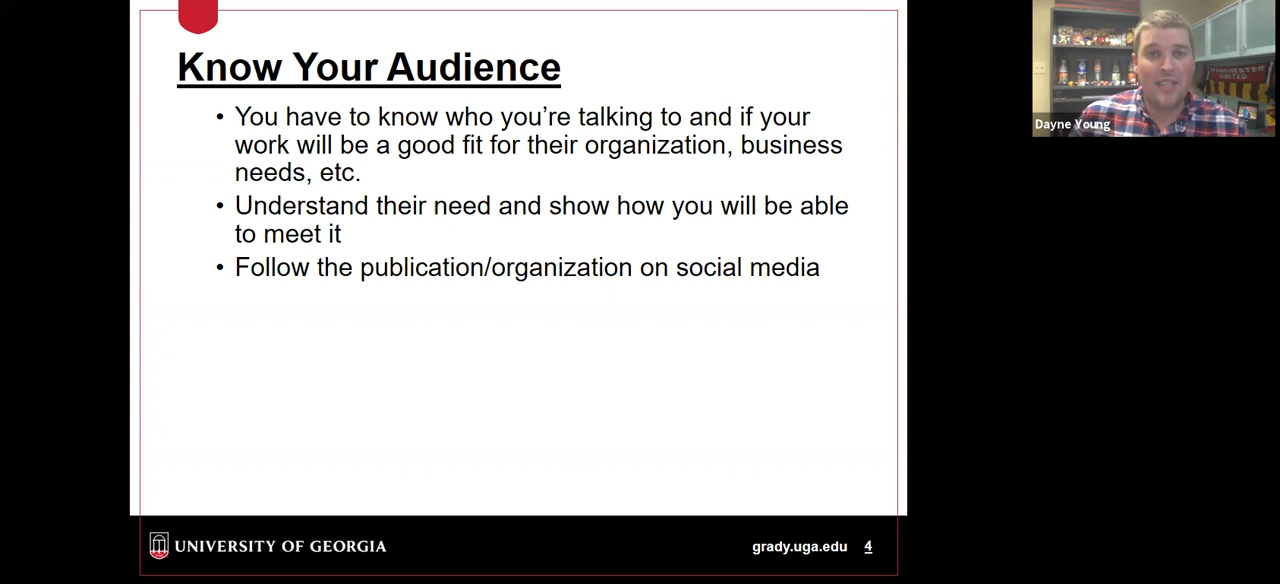 Know Your Audience
• You have to know who you’re talking to and if your
work will be a good fit for their organization, business
needs, etc.
• Understand their need and show how you will be able
to meet it
• Follow the publication/organization on social media
UNIVERSITY OF GEORGIA
grady.uga.edu 4
MANCHESTER
UNITED
Dayne Young